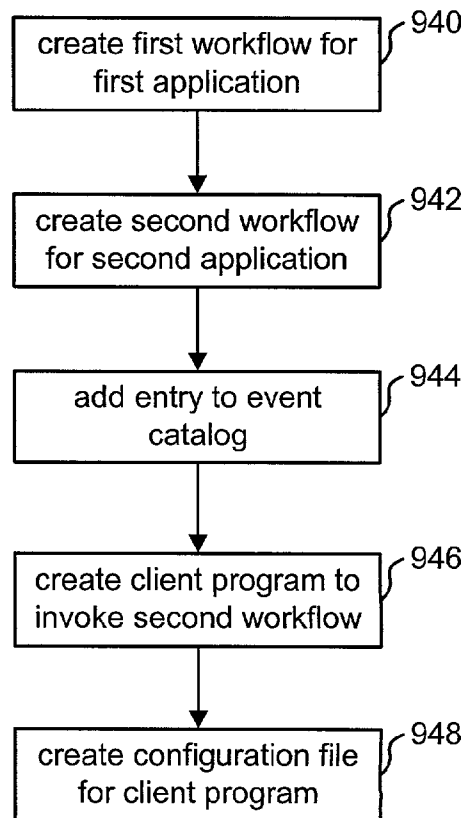 940
create first workflow for
first application
942
create second workflow
for second application
944
add entry to event
catalog
946
create client program to
invoke second workflow
948
create configuration file
for client program